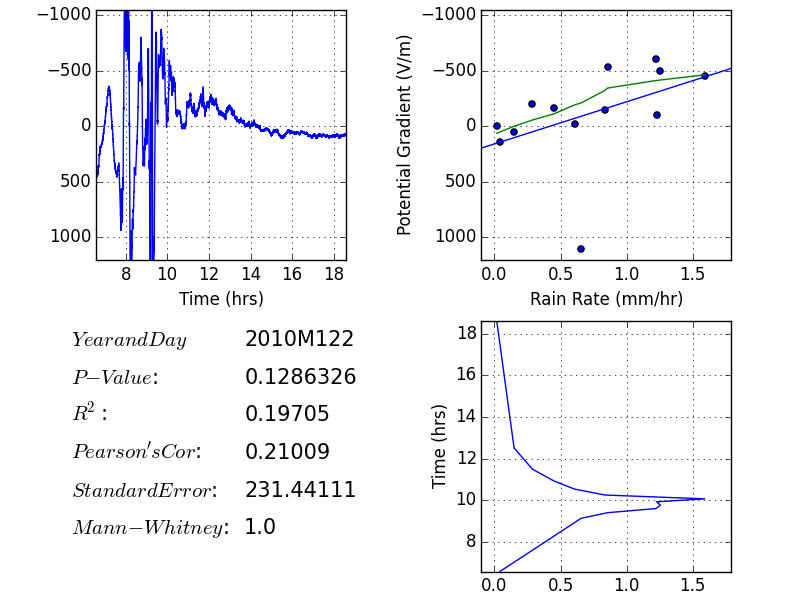 −1000
−500
0
500
1000
8 10 12 14 16 18
Time (hrs)
Potential Gradient (V/m)
−1000
−500
0
500
1000
0.0 0.5 1.0 1.5
Rain Rate (mm/hr)
YearandDay 2010M122
P−Value: 0.1286326
R² : 0.19705
Pearson'sCor: 0.21009
StandardError: 231.44111
Mann−Whitney: 1.0
Time (hrs)
18
16
14
12
10
8
0.0 0.5 1.0 1.5